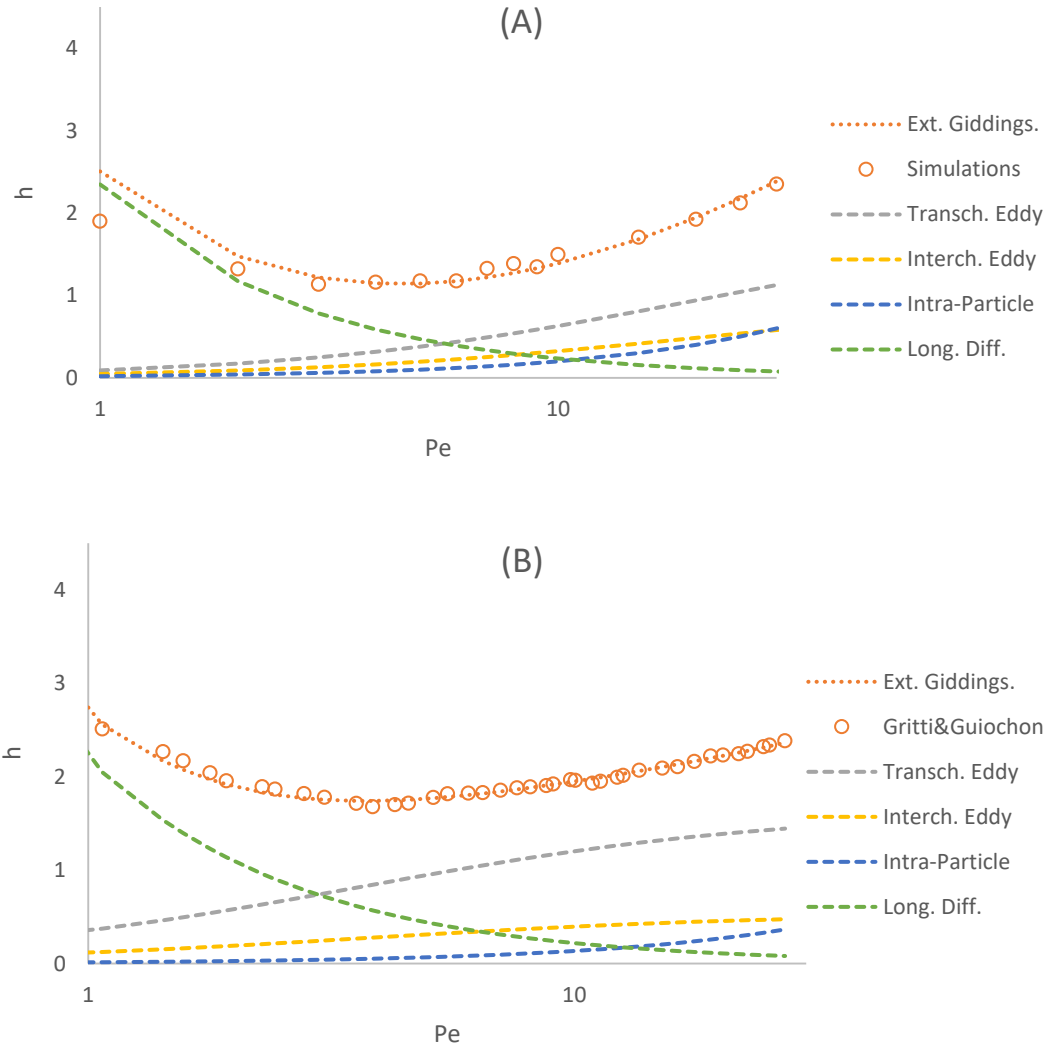 (A)
4
3
2
1
0
h
1
10
Pe
Ext. Giddings.
Simulations
Transch. Eddy
Interch. Eddy
Intra-Particle
Long. Diff.
(B)
4
3
2
1
0
h
1
10
Pe
Ext. Giddings.
Gritti&Guiochon
Transch. Eddy
Interch. Eddy
Intra-Particle
Long. Diff.